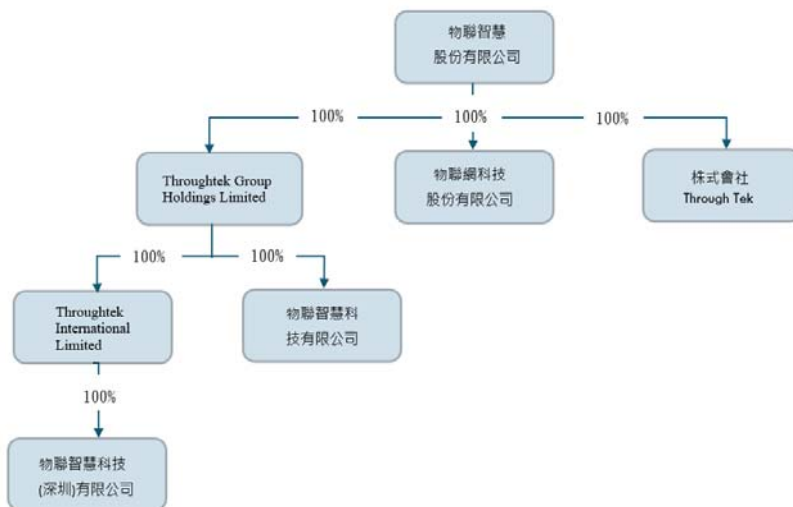 物聯智慧
股份有限公司
100%
100%
100%
Throughtek Group
Holdings Limited
物聯網科技
股份有限公司
株式會社
Through Tek
100%
100%
Throughtek
International
Limited
物聯智慧科
技有限公司
100%
物聯智慧科技
(深圳)有限公司